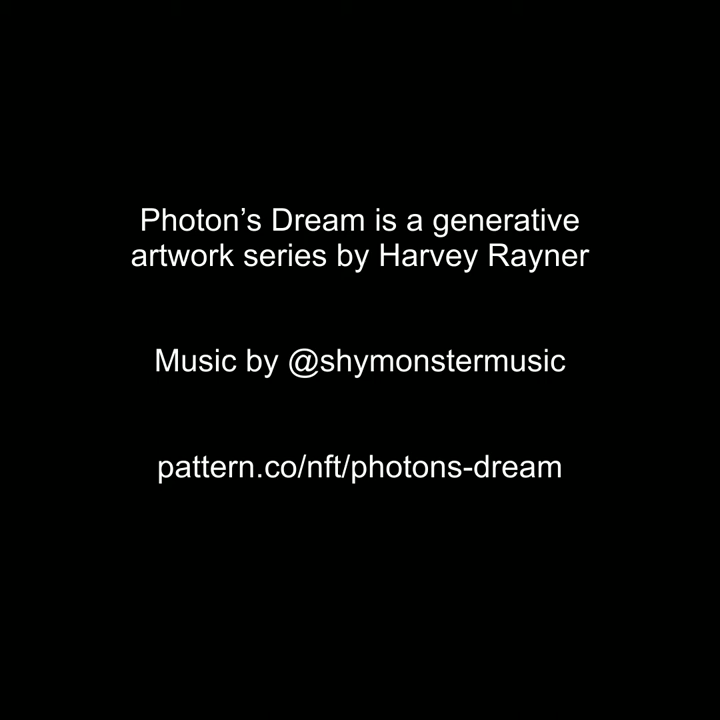 Photon’s Dream is a generative
artwork series by Harvey Rayner
Music by @shymonstermusic
pattern.co/nft/photons-dream